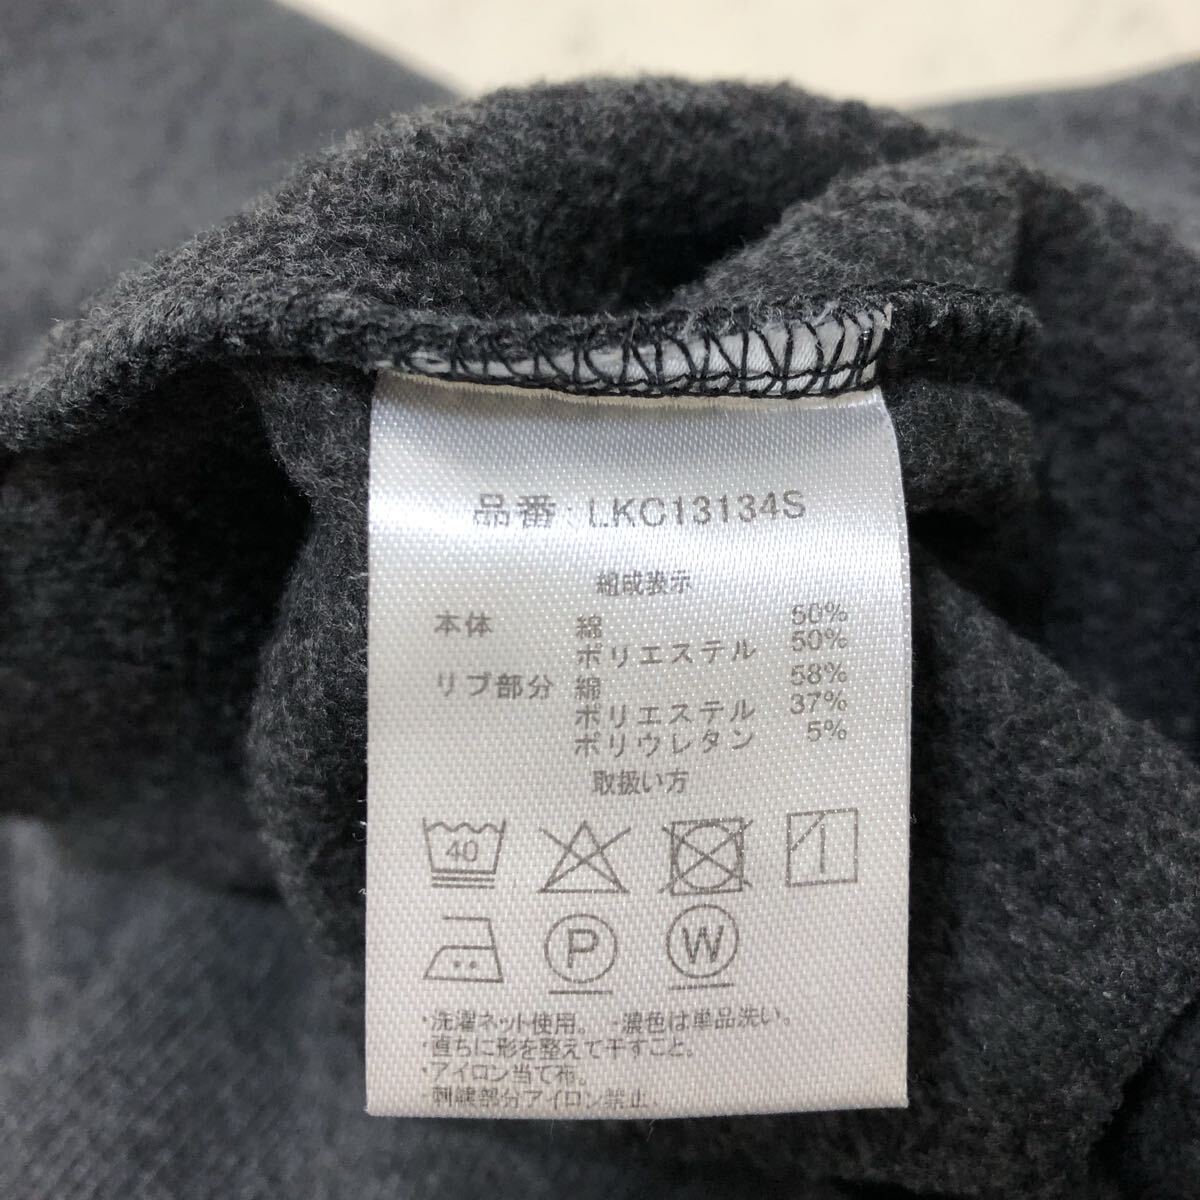 品番：LKC13134S
組成表示
本体 綿 50%
ポリエステル 50%
リブ部分 綿 58%
ポリエステル 37%
ポリウレタン 5%
取扱い方
40
P W
・洗濯ネット使用。・濃色は単品洗い。
・直ちに形を整えて干すこと。
・アイロン当て布。
・刺繍部分アイロン禁止